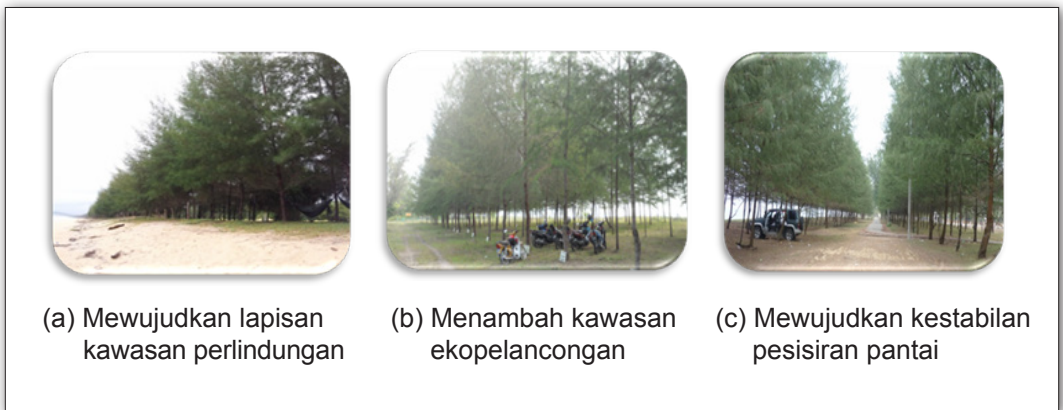 (a) Mewujudkan lapisan
kawasan perlindungan
(b) Menambah kawasan
ekopelancongan
(c) Mewujudkan kestabilan
pesisiran pantai